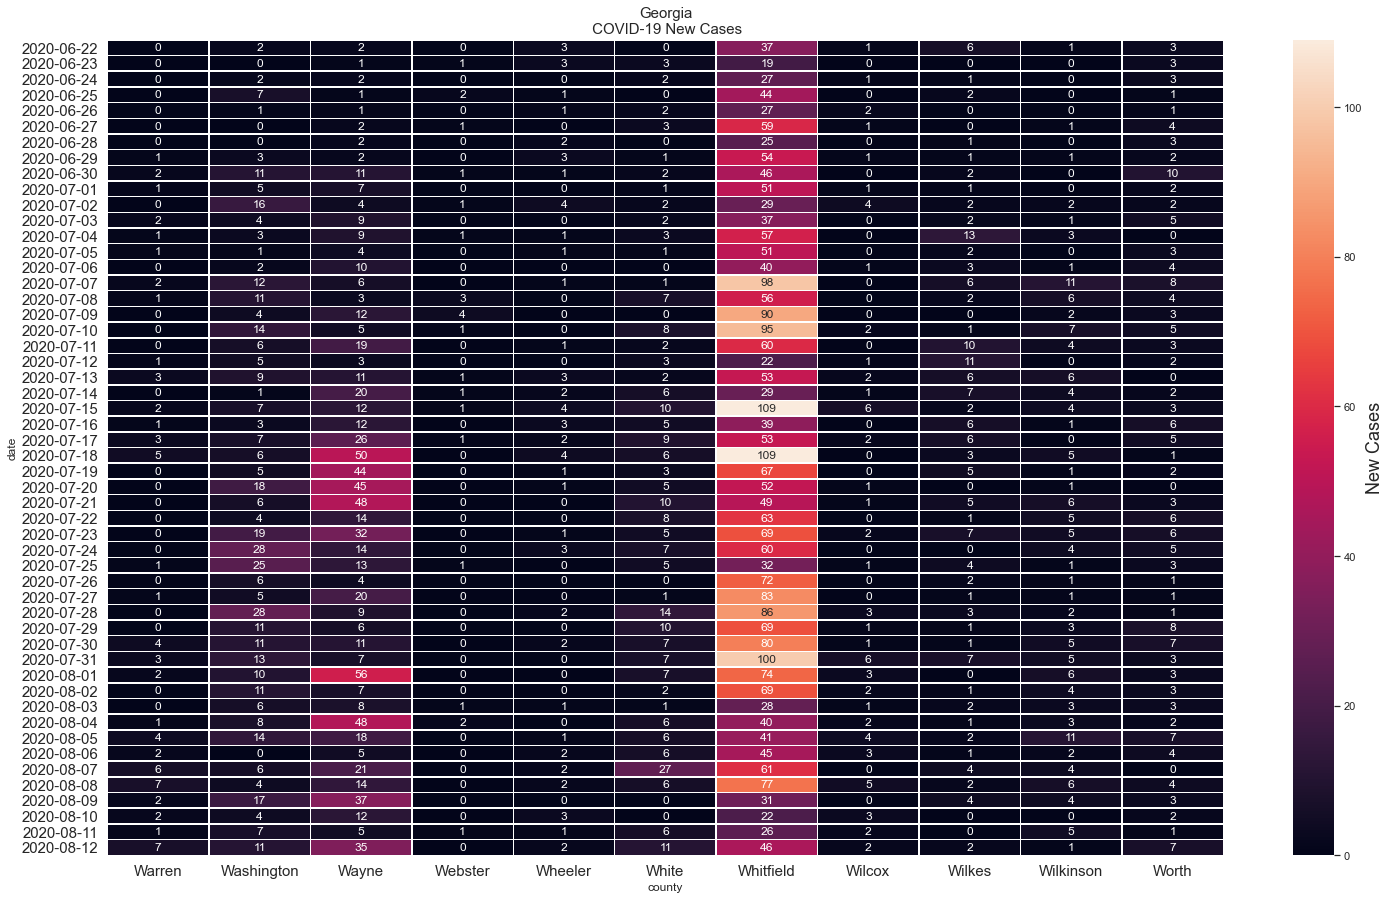 Georgia
COVID-19 New Cases
2020-06-22 0 2 2 0 3 0 37 1 6 1 3
2020-06-23 0 0 1 1 3 3 19 0 0 0 3
2020-06-24 0 2 2 0 0 2 27 1 1 0 3
2020-06-25 0 7 1 2 1 0 44 0 2 0 1
2020-06-26 0 1 1 0 1 2 27 2 0 0 1
2020-06-27 0 0 2 1 0 3 59 1 0 1 4
2020-06-28 0 0 2 0 2 0 25 0 1 0 3
2020-06-29 1 3 2 0 3 1 54 1 1 1 2
2020-06-30 2 11 11 1 1 2 46 0 2 0 10
2020-07-01 1 5 7 0 0 1 51 1 1 0 2
2020-07-02 0 16 4 1 4 2 29 4 2 2 2
2020-07-03 2 4 9 0 0 2 37 0 2 1 5
2020-07-04 1 3 9 1 1 3 57 0 13 3 0
2020-07-05 1 1 4 0 1 1 51 0 2 0 3
2020-07-06 0 2 10 0 0 0 40 1 3 1 4
2020-07-07 2 12 6 0 1 1 98 0 6 11 8
2020-07-08 1 11 3 3 0 7 56 0 2 6 4
2020-07-09 0 4 12 4 0 0 90 0 0 2 3
2020-07-10 0 14 5 1 0 8 95 2 1 7 5
2020-07-11 0 6 19 0 1 2 60 0 10 4 3
2020-07-12 1 5 3 0 0 3 22 1 11 0 2
2020-07-13 3 9 11 1 3 2 53 2 6 6 0
2020-07-14 0 1 20 1 2 6 29 1 7 4 2
2020-07-15 2 7 12 1 4 10 109 6 2 4 3
2020-07-16 1 3 12 0 3 5 39 0 6 1 6
2020-07-17 3 7 26 1 2 9 53 2 6 0 5
2020-07-18 5 6 50 0 4 6 109 0 3 5 1
2020-07-19 0 5 44 0 1 3 67 0 5 1 2
2020-07-20 0 18 45 0 1 5 52 1 0 1 0
2020-07-21 0 6 48 0 0 10 49 1 5 6 3
2020-07-22 0 4 14 0 0 8 63 0 1 5 6
2020-07-23 0 19 32 0 1 5 69 2 7 5 6
2020-07-24 0 28 14 0 3 7 60 0 0 4 5
2020-07-25 1 25 13 1 0 5 32 1 4 1 3
2020-07-26 0 6 4 0 0 0 72 0 2 1 1
2020-07-27 1 5 20 0 0 1 83 0 1 1 1
2020-07-28 0 28 9 0 2 14 86 3 3 2 1
2020-07-29 0 11 6 0 0 10 69 1 1 3 8
2020-07-30 4 11 11 0 2 7 80 1 1 5 7
2020-07-31 3 13 7 0 0 7 100 6 7 5 3
2020-08-01 2 10 56 0 0 7 74 3 0 6 3
2020-08-02 0 11 7 0 0 2 69 2 1 4 3
2020-08-03 0 6 8 1 1 1 28 1 2 3 3
2020-08-04 1 8 48 2 0 6 40 2 1 3 2
2020-08-05 4 14 18 0 1 6 41 4 2 11 7
2020-08-06 2 0 5 0 2 6 45 3 1 2 4
2020-08-07 6 6 21 0 2 27 61 0 4 4 0
2020-08-08 7 4 14 0 2 6 77 5 2 6 4
2020-08-09 2 17 37 0 0 0 31 0 4 4 3
2020-08-10 2 4 12 0 3 0 22 3 0 0 2
2020-08-11 1 7 5 1 1 6 26 2 0 5 1
2020-08-12 7 11 35 0 2 11 46 2 2 1 7
Warren Washington Wayne Webster Wheeler White Whitfield Wilcox Wilkes Wilkinson Worth
county
date
100
80
60
40
20
0
New Cases